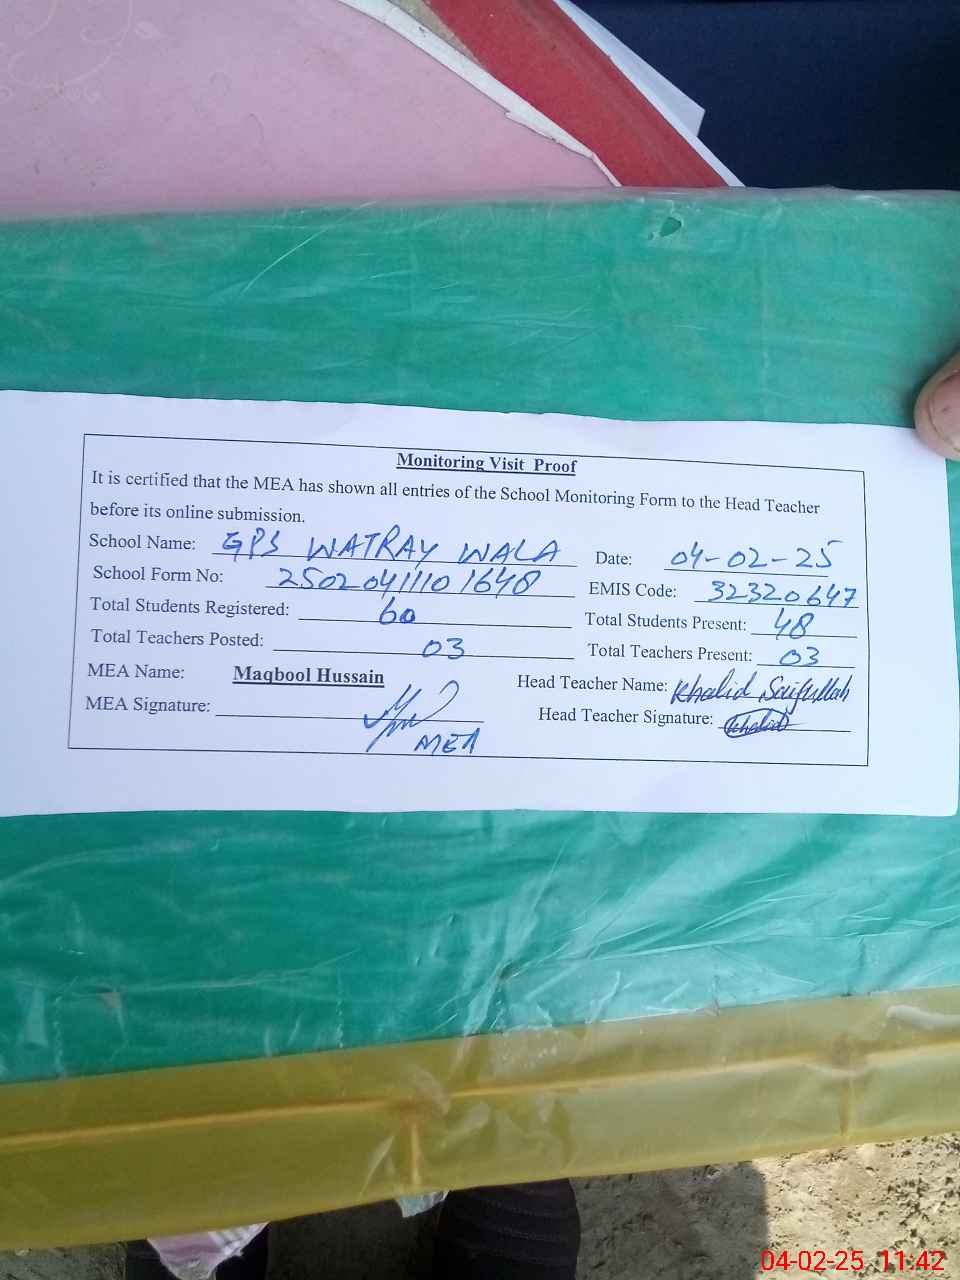 Monitoring Visit Proof
It is certified that the MEA has shown all entries of the School Monitoring Form to the Head Teacher
before its online submission.
School Name: GPS WATRAY WALA Date: 04-02-25
School Form No: 25020411101648 EMIS Code: 32320647
Total Students Registered: 60 Total Students Present: 48
Total Teachers Posted: 03 Total Teachers Present: 03
MEA Name: Maqbool Hussain Head Teacher Name: Khalid Saifullah
MEA Signature: MEA Head Teacher Signature: Khalid
04-02-25 11:42